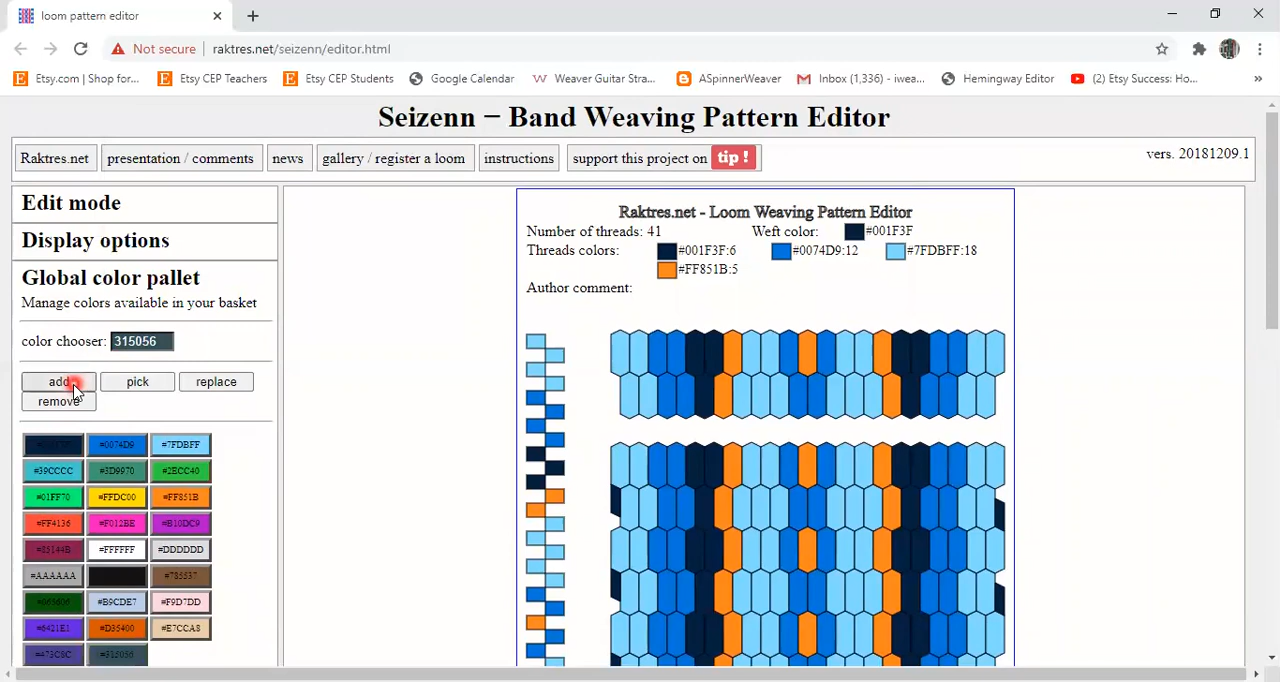 loom pattern editor
Not secure | raktres.net/seizenn/editor.html
Etsy.com | Shop for... Etsy CEP Teachers Etsy CEP Students Google Calendar Weaver Guitar Stra... ASpinnerWeaver Inbox (1,336) - iwea... Hemingway Editor (2) Etsy Success: Ho... »
Seizenn – Band Weaving Pattern Editor
Raktres.net presentation / comments news gallery / register a loom instructions support this project on tip ! vers. 20181209.1
Edit mode
Display options
Global color pallet
Manage colors available in your basket
color chooser: 315056
add pick replace
remove
#0074D9 #7FDBFF
#39CCCC #3D9970 #2ECC40
#01FF70 #FFDC00 #FF851B
#FF4136 #F012BE #B10DC9
#85144B #FFFFFF #DDDDDD
#AAAAAA #785537
#B9CDE7 #F9D7DD
#6421E1 #D35400 #E7CCA8
#473C8C #315056
Raktres.net - Loom Weaving Pattern Editor
Number of threads: 41 Weft color: #001F3F
Threads colors: #001F3F:6 #0074D9:12 #7FDBFF:18
#FF851B:5
Author comment: